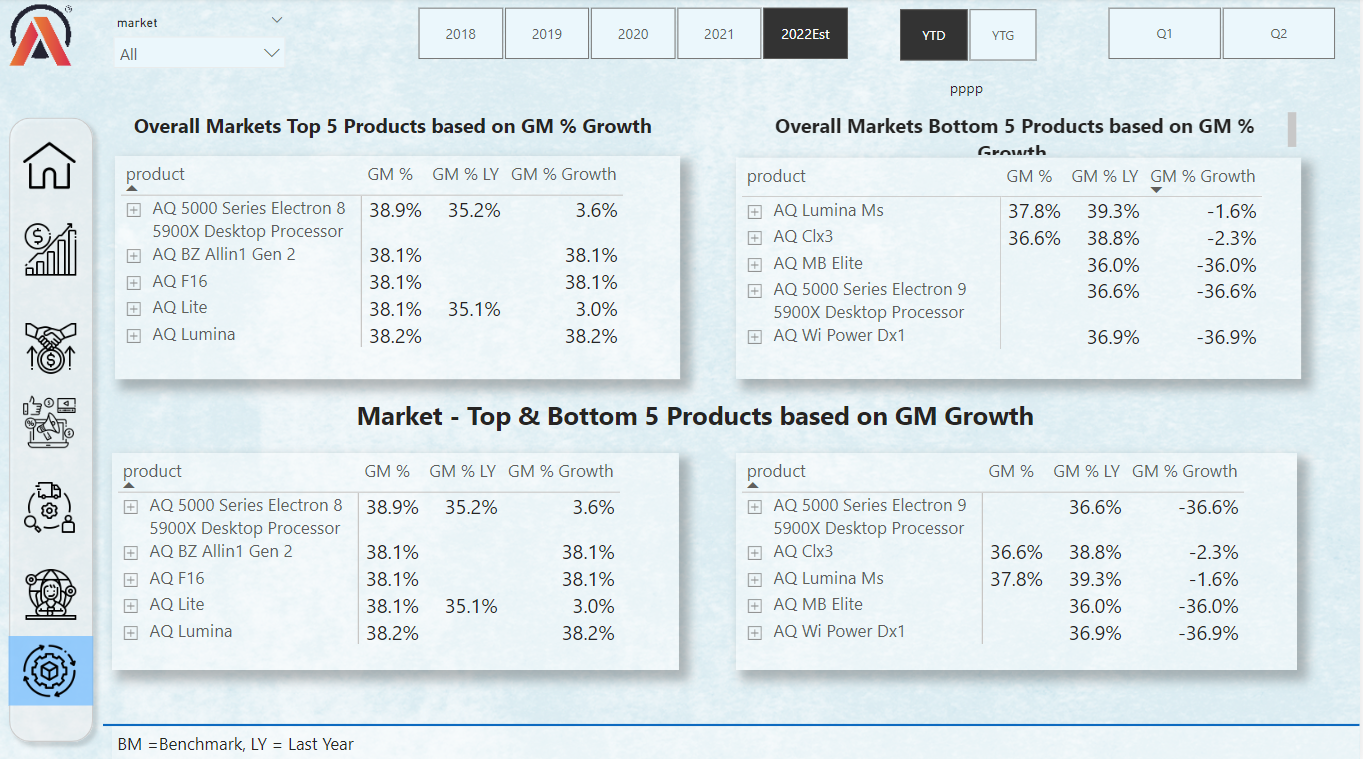 market
All
2018 2019 2020 2021 2022Est YTD YTG Q1 Q2
pppp
Overall Markets Top 5 Products based on GM % Growth
product GM % GM % LY GM % Growth
AQ 5000 Series Electron 8 38.9% 35.2% 3.6%
5900X Desktop Processor
AQ BZ Allin1 Gen 2 38.1% 38.1%
AQ F16 38.1% 38.1%
AQ Lite 38.1% 35.1% 3.0%
AQ Lumina 38.2% 38.2%
Overall Markets Bottom 5 Products based on GM %
Growth
product GM % GM % LY GM % Growth
AQ Lumina Ms 37.8% 39.3% -1.6%
AQ Clx3 36.6% 38.8% -2.3%
AQ MB Elite 36.0% -36.0%
AQ 5000 Series Electron 9 36.6% -36.6%
5900X Desktop Processor
AQ Wi Power Dx1 36.9% -36.9%
Market - Top & Bottom 5 Products based on GM Growth
product GM % GM % LY GM % Growth
AQ 5000 Series Electron 8 38.9% 35.2% 3.6%
5900X Desktop Processor
AQ BZ Allin1 Gen 2 38.1% 38.1%
AQ F16 38.1% 38.1%
AQ Lite 38.1% 35.1% 3.0%
AQ Lumina 38.2% 38.2%
product GM % GM % LY GM % Growth
AQ 5000 Series Electron 9 36.6% -36.6%
5900X Desktop Processor
AQ Clx3 36.6% 38.8% -2.3%
AQ Lumina Ms 37.8% 39.3% -1.6%
AQ MB Elite 36.0% -36.0%
AQ Wi Power Dx1 36.9% -36.9%
BM =Benchmark, LY = Last Year